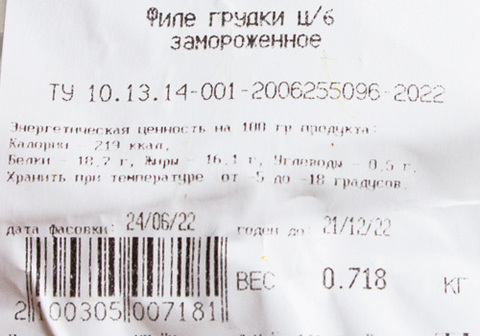 Филе грудки ц/б
замороженное
ТУ 10.13.14-001-2006255096-2022
Энергетическая ценность на 100 гр продукта:
Калории - 219 ккал.
Белки - 18,2 г, Жиры - 16,1 г, Углеводы - 0,5 г.
Хранить при температуре от -5 до -18 градусов.
дата фасовки: 24/06/22 годен до: 21/12/22
ВЕС 0.718 КГ
2 00305 007181